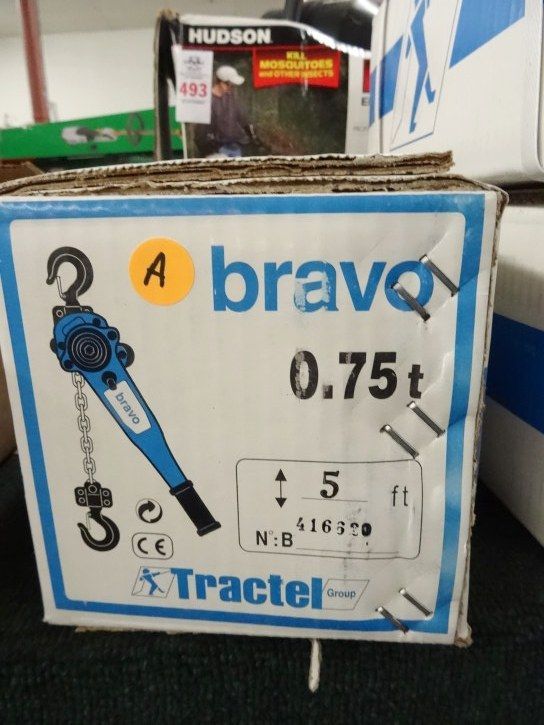 HUDSON
KILL
MOSQUITOES
and OTHER INSECTS
493
A
bravo
bravo
0.75 t
5 ft
N°:B
CE
Tractel Group